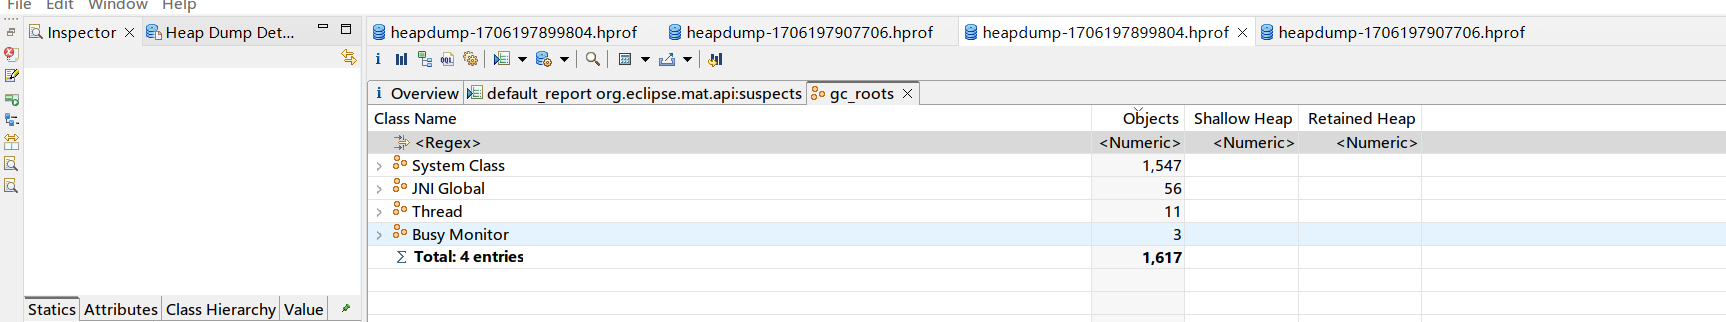 File Edit Window Help
Inspector Heap Dump Det...
heapdump-1706197899804.hprof heapdump-1706197907706.hprof heapdump-1706197899804.hprof heapdump-1706197907706.hprof
i Overview default_report org.eclipse.mat.api:suspects gc_roots
Class Name Objects Shallow Heap Retained Heap
<Regex> <Numeric> <Numeric> <Numeric>
System Class 1,547
JNI Global 56
Thread 11
Busy Monitor 3
Σ Total: 4 entries 1,617
Statics Attributes Class Hierarchy Value